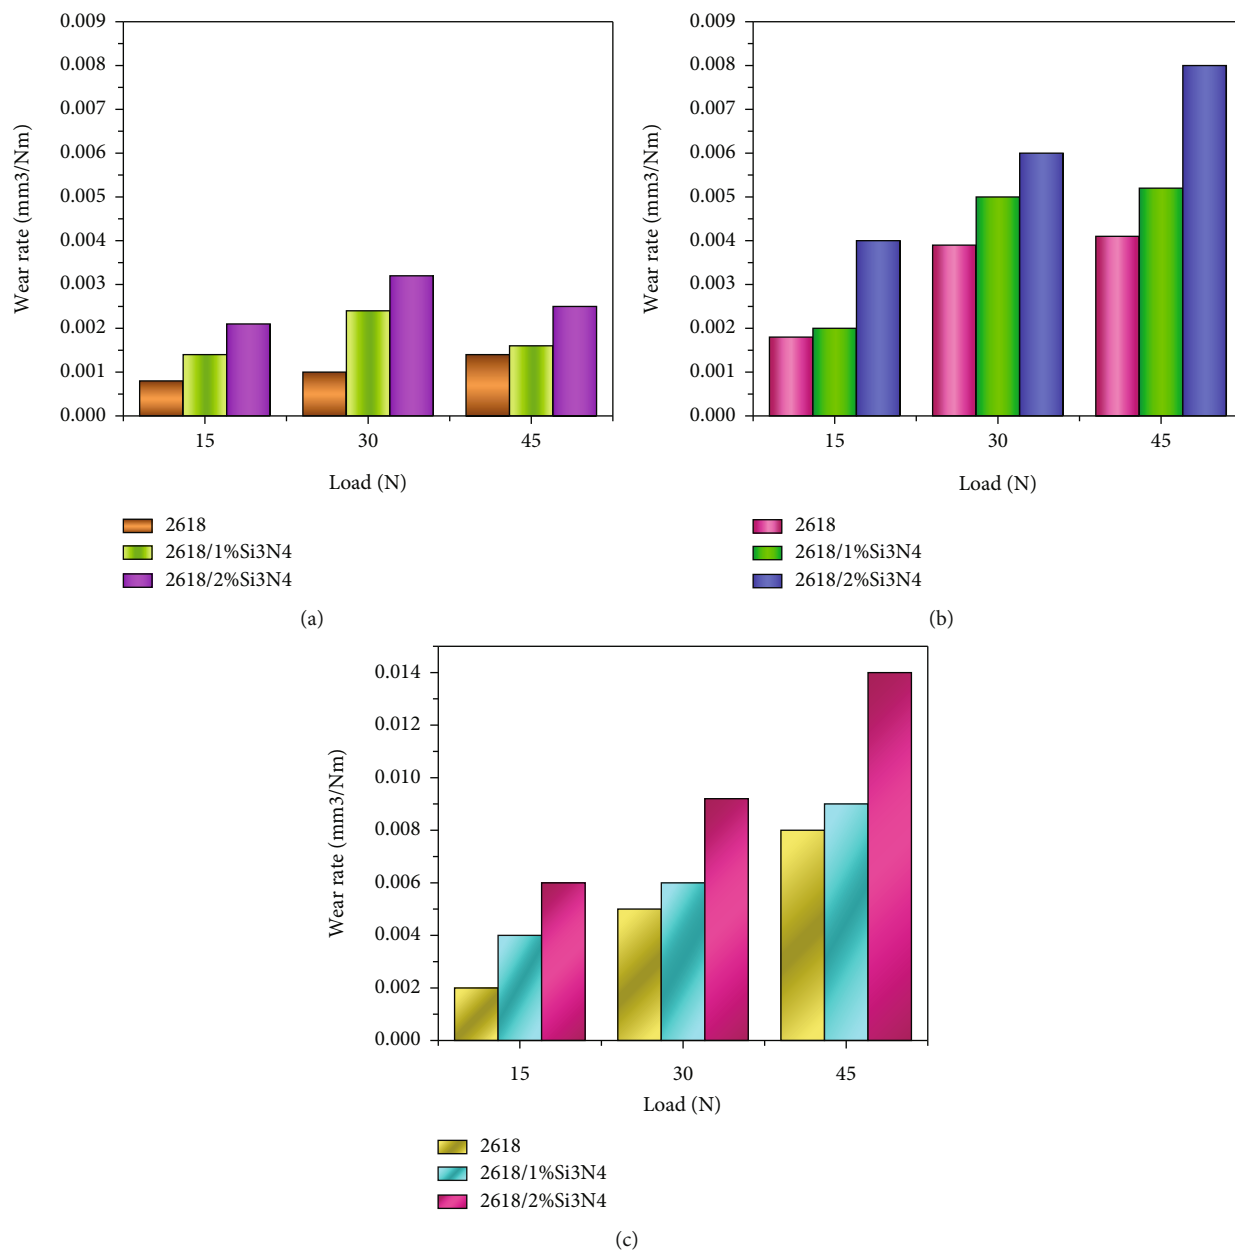 0.009
0.008
0.007
0.006
0.005
0.004
0.003
0.002
0.001
0.000
Wear rate (mm3/Nm)
15 30 45
Load (N)
2618
2618/1%Si3N4
2618/2%Si3N4
(a)
0.009
0.008
0.007
0.006
0.005
0.004
0.003
0.002
0.001
0.000
Wear rate (mm3/Nm)
15 30 45
Load (N)
2618
2618/1%Si3N4
2618/2%Si3N4
(b)
0.014
0.012
0.010
0.008
0.006
0.004
0.002
0.000
Wear rate (mm3/Nm)
15 30 45
Load (N)
2618
2618/1%Si3N4
2618/2%Si3N4
(c)